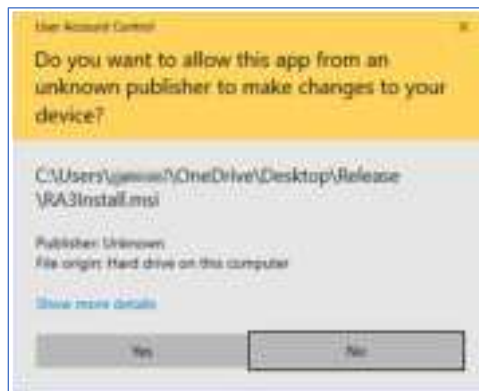 User Account Control
Do you want to allow this app from an
unknown publisher to make changes to your
device?
C:\Users\ \OneDrive\Desktop\Release
\RA3Install.msi
Publisher: Unknown
File origin: Hard drive on this computer
Show more details
Yes
No